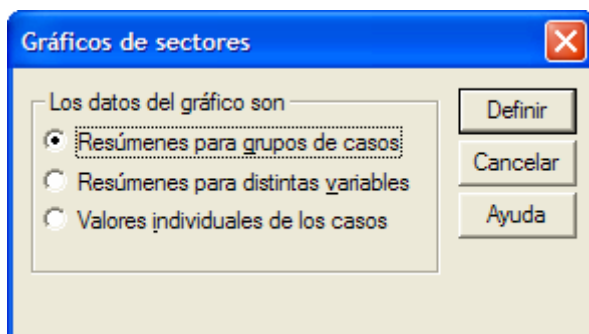 Gráficos de sectores
Los datos del gráfico son
Resúmenes para grupos de casos
Resúmenes para distintas variables
Valores individuales de los casos
Definir
Cancelar
Ayuda